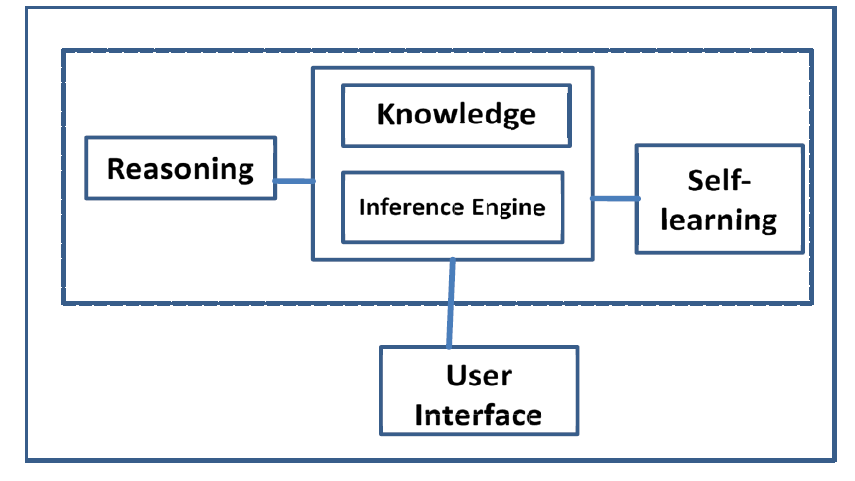 Knowledge
Reasoning
Inference Engine
Self-
learning
User
Interface